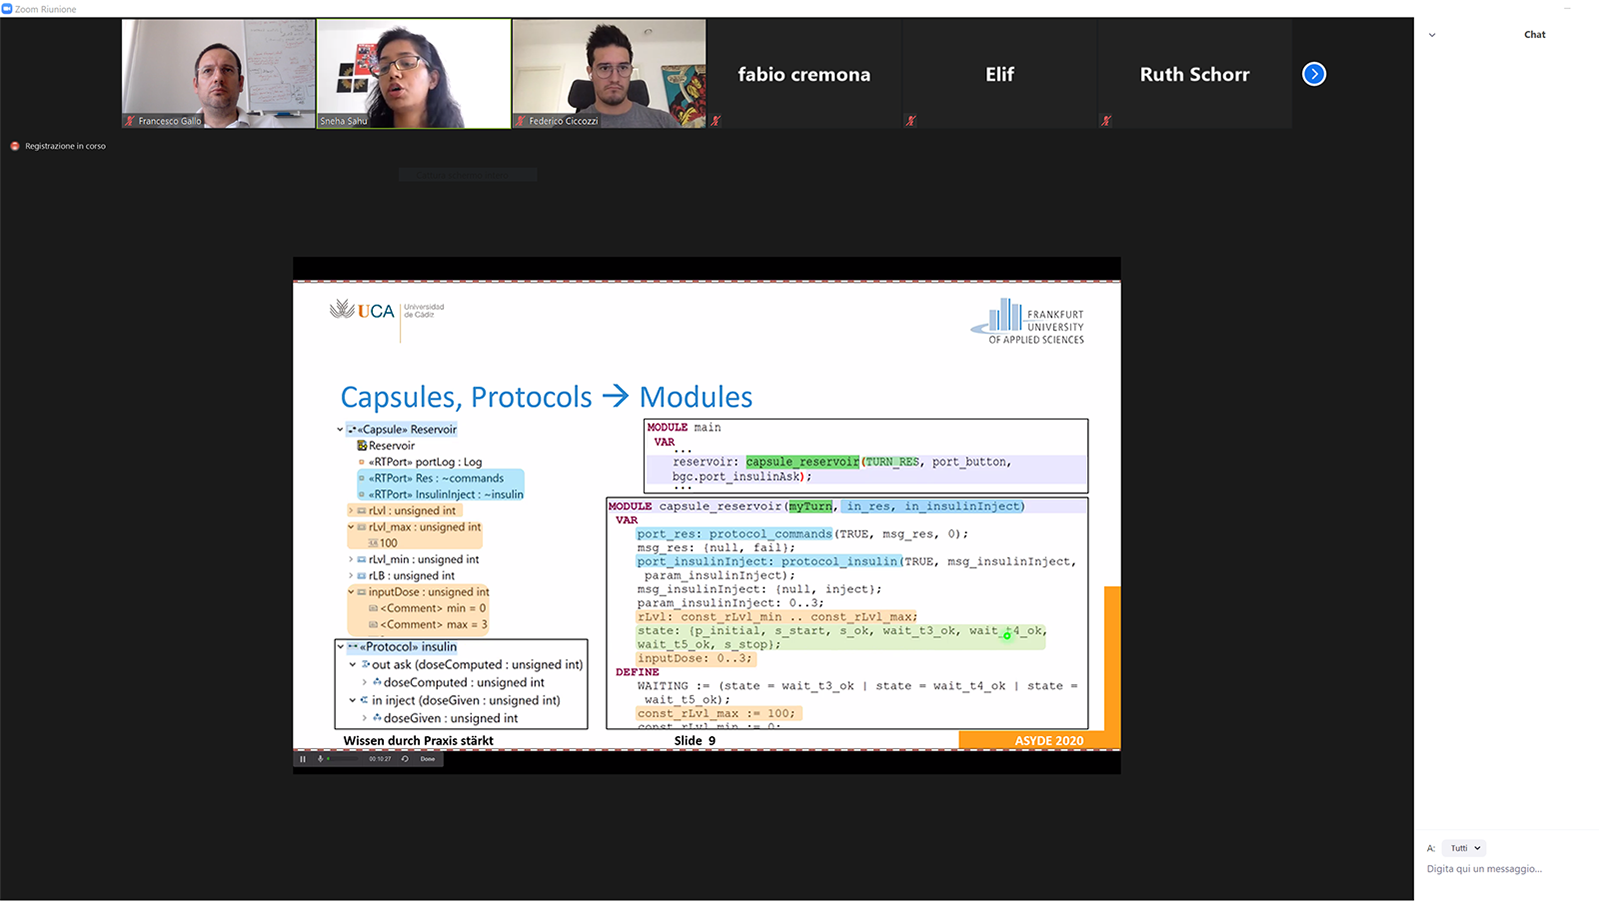 Zoom Riunione
Chat
Francesco Gallo
Sneha Sahu
Federico Ciccozzi
fabio cremona
Elif
Ruth Schorr
Registrazione in corso
UCA
Universidad
de Cádiz
FRANKFURT
UNIVERSITY
OF APPLIED SCIENCES
Capsules, Protocols → Modules
«Capsule» Reservoir
Reservoir
«RTPort» portLog : Log
«RTPort» Res : ~commands
«RTPort» InsulinInject : ~insulin
rLvl : unsigned int
rLvl_max : unsigned int
100
rLvl_min : unsigned int
rLB : unsigned int
inputDose : unsigned int
<Comment> min = 0
<Comment> max = 3
«Protocol» insulin
out ask (doseComputed : unsigned int)
doseComputed : unsigned int
in inject (doseGiven : unsigned int)
doseGiven : unsigned int
MODULE main
VAR
...
reservoir: capsule_reservoir(TURN_RES, port_button,
bgc.port_insulinAsk);
...
MODULE capsule_reservoir(myTurn, in_res, in_insulinInject)
VAR
port_res: protocol_commands(TRUE, msg_res, 0);
msg_res: {null, fail};
port_insulinInject: protocol_insulin(TRUE, msg_insulinInject,
param_insulinInject);
msg_insulinInject: {null, inject};
param_insulinInject: 0..3;
rLvl: const_rLvl_min .. const_rLvl_max;
state: {p_initial, s_start, s_ok, wait_t3_ok, wait_t4_ok,
wait_t5_ok, s_stop};
inputDose: 0..3;
DEFINE
WAITING := (state = wait_t3_ok | state = wait_t4_ok | state =
wait_t5_ok);
const_rLvl_max := 100;
const_rLvl_min := 0;
Wissen durch Praxis stärkt
Slide 9
ASYDE 2020
00:10:27
Done
A:
Tutti
Digita qui un messaggio...